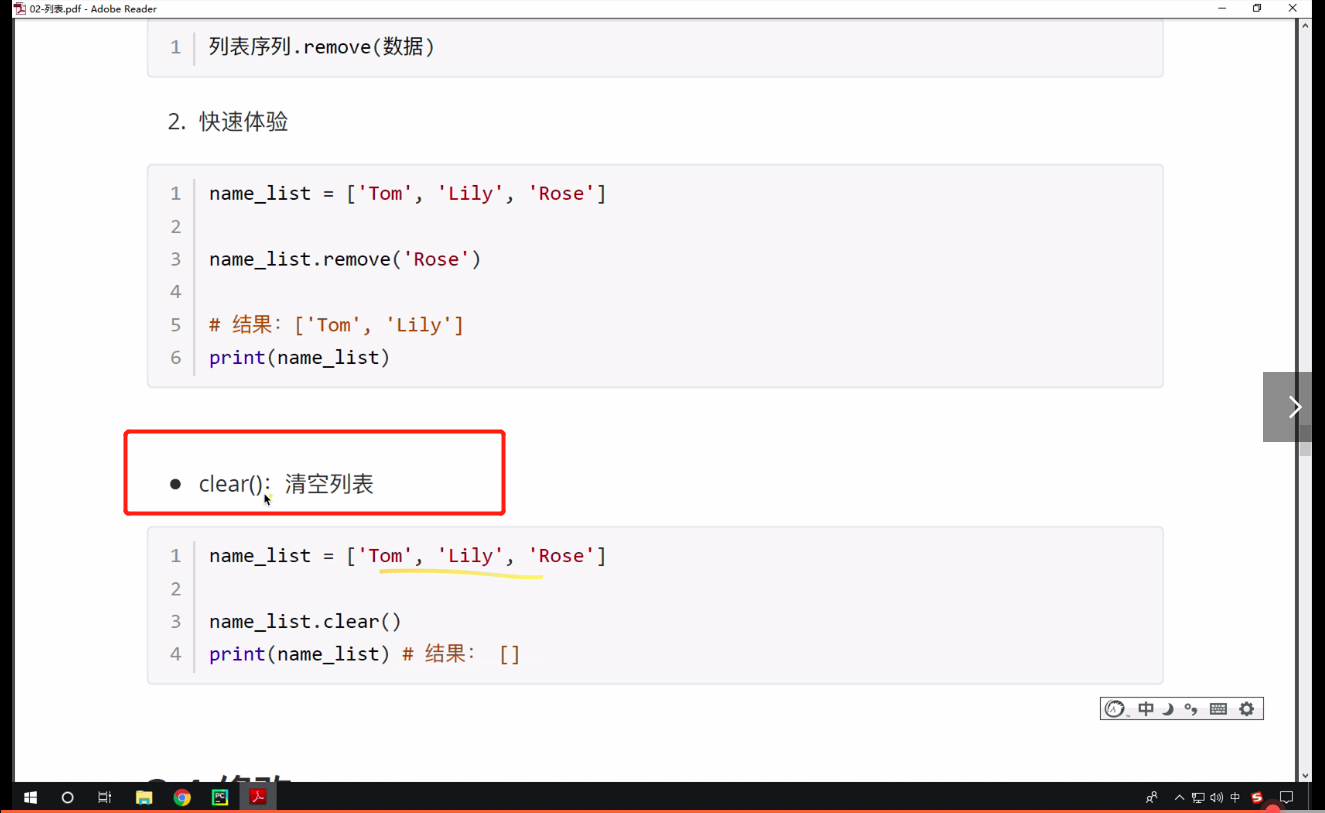 02-列表.pdf - Adobe Reader
1 列表序列.remove(数据)
2. 快速体验
1 name_list = ['Tom', 'Lily', 'Rose']
2
3 name_list.remove('Rose')
4
5 # 结果：['Tom', 'Lily']
6 print(name_list)
● clear()：清空列表
1 name_list = ['Tom', 'Lily', 'Rose']
2
3 name_list.clear()
4 print(name_list) # 结果： []
中
修改
PC
中